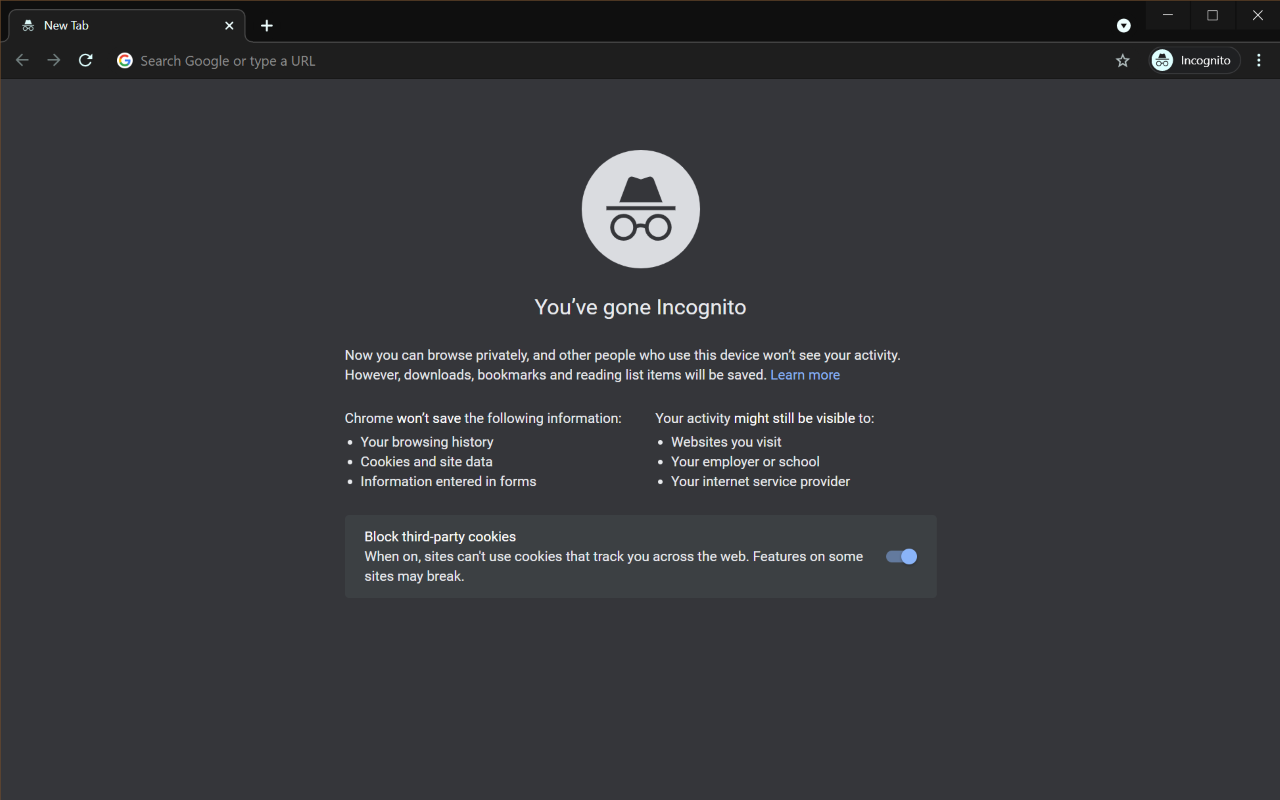 New Tab
Search Google or type a URL
Incognito
You've gone Incognito
Now you can browse privately, and other people who use this device won't see your activity.
However, downloads, bookmarks and reading list items will be saved. Learn more
Chrome won't save the following information:
Your browsing history
Cookies and site data
Information entered in forms
Your activity might still be visible to:
Websites you visit
Your employer or school
Your internet service provider
Block third-party cookies
When on, sites can't use cookies that track you across the web. Features on some
sites may break.